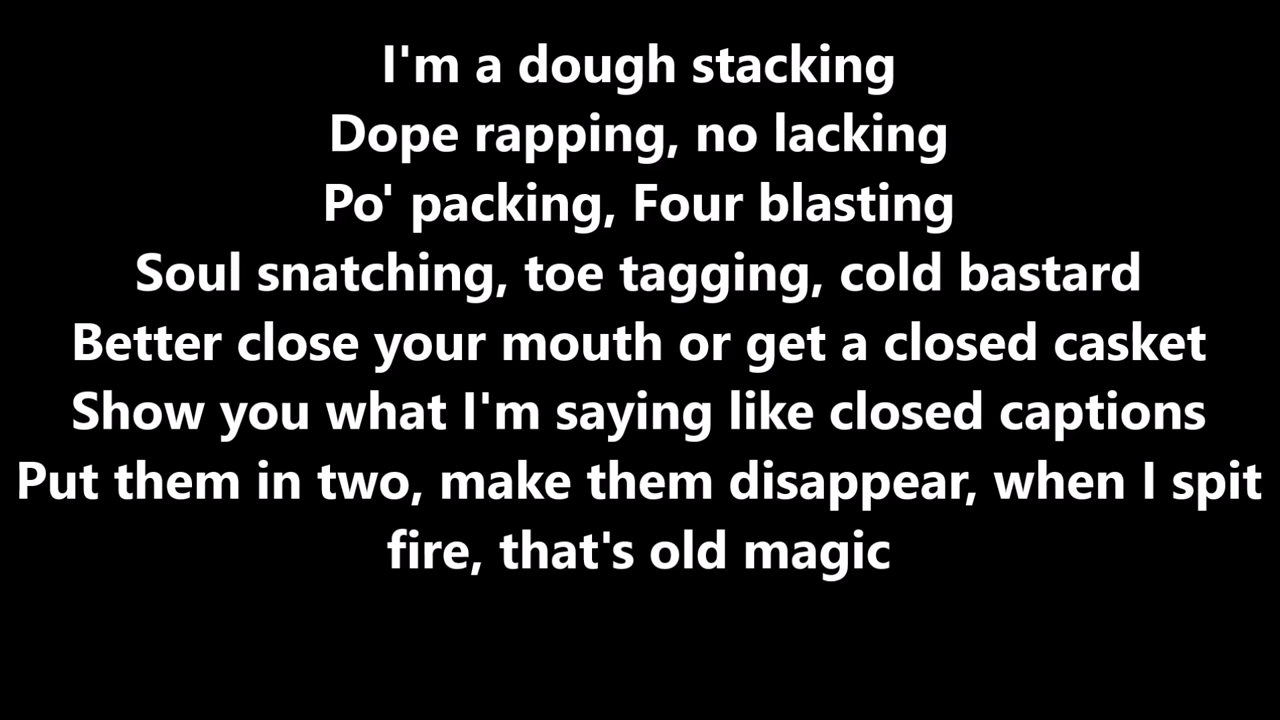 I'm a dough stacking
Dope rapping, no lacking
Po' packing, Four blasting
Soul snatching, toe tagging, cold bastard
Better close your mouth or get a closed casket
Show you what I'm saying like closed captions
Put them in two, make them disappear, when I spit
fire, that's old magic